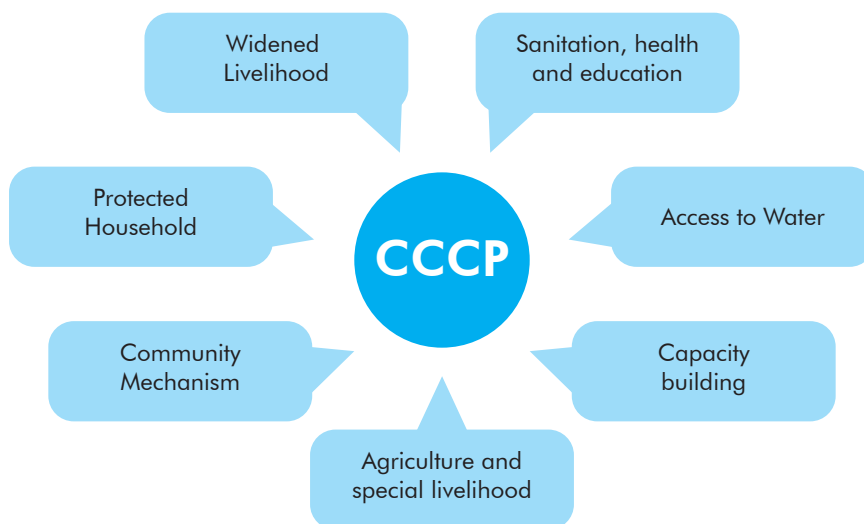 Widened
Livelihood
Sanitation, health
and education
Protected
Household
Access to Water
CCCP
Community
Mechanism
Capacity
building
Agriculture and
special livelihood